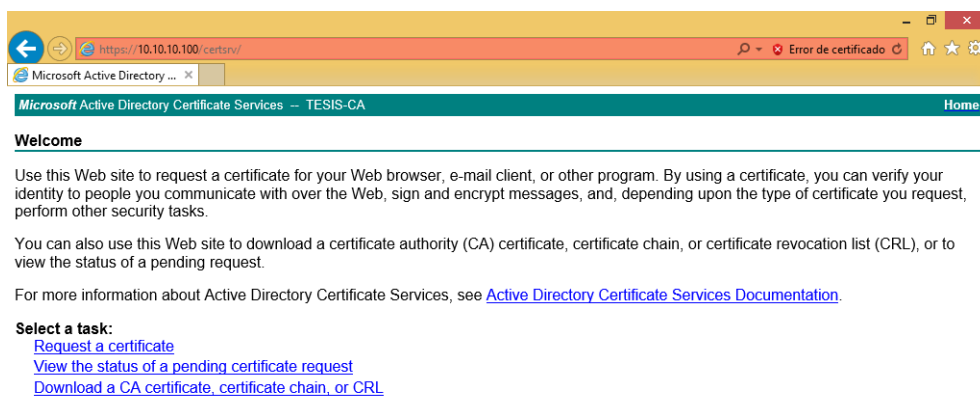 https://10.10.10.100/certsrv/ Error de certificado
Microsoft Active Directory ...
Microsoft Active Directory Certificate Services -- TESIS-CA Home
Welcome
Use this Web site to request a certificate for your Web browser, e-mail client, or other program. By using a certificate, you can verify your
identity to people you communicate with over the Web, sign and encrypt messages, and, depending upon the type of certificate you request,
perform other security tasks.
You can also use this Web site to download a certificate authority (CA) certificate, certificate chain, or certificate revocation list (CRL), or to
view the status of a pending request.
For more information about Active Directory Certificate Services, see Active Directory Certificate Services Documentation.
Select a task:
Request a certificate
View the status of a pending certificate request
Download a CA certificate, certificate chain, or CRL